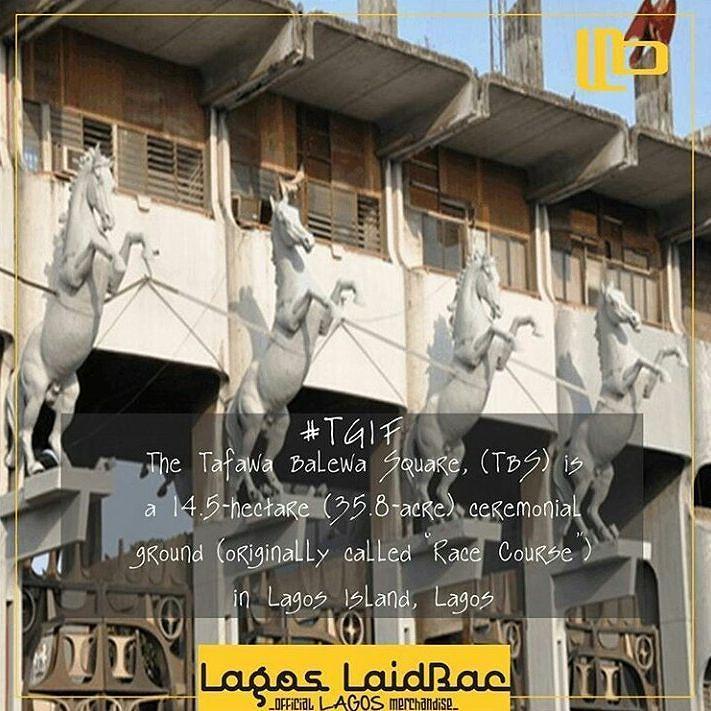 #TGIF
The Tafawa Balewa Square, (TBS) is
a 14.5-hectare (35.8-acre) ceremonial
ground (originally called "Race Course")
in Lagos Island, Lagos
Lagos LaidBac
_OFFICIAL LAGOS merchandise_